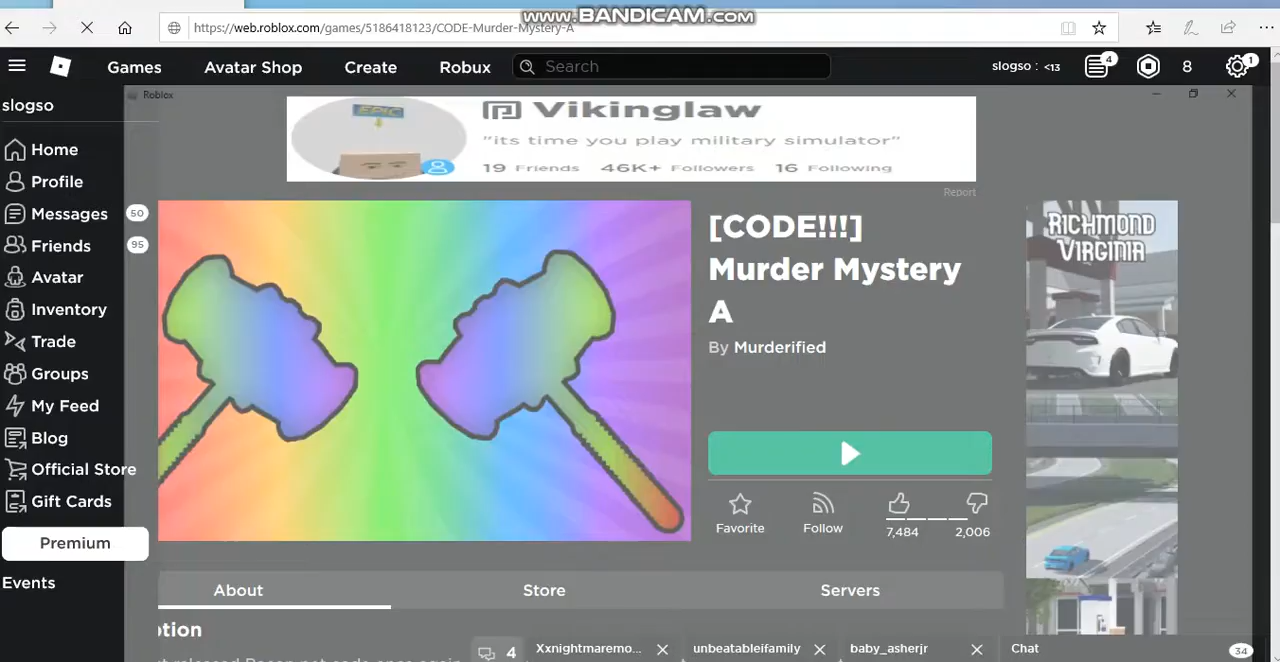 www.BANDICAM.com
https://web.roblox.com/games/5186418123/CODE-Murder-Mystery-A
Games Avatar Shop Create Robux Search slogso : <13 4 8 1
slogso
Roblox
EPIC
Vikinglaw
"its time you play military simulator"
19 Friends 46K+ Followers 16 Following
Report
Home
Profile
Messages 50
Friends 95
Avatar
Inventory
Trade
Groups
My Feed
Blog
Official Store
Gift Cards
Premium
Events
[CODE!!!]
Murder Mystery
A
By Murderified
Favorite Follow 7,484 2,006
RICHMOND
VIRGINIA
About Store Servers
ption
4 Xxnightmaremo... unbeatableifamily baby_asherjr Chat 34